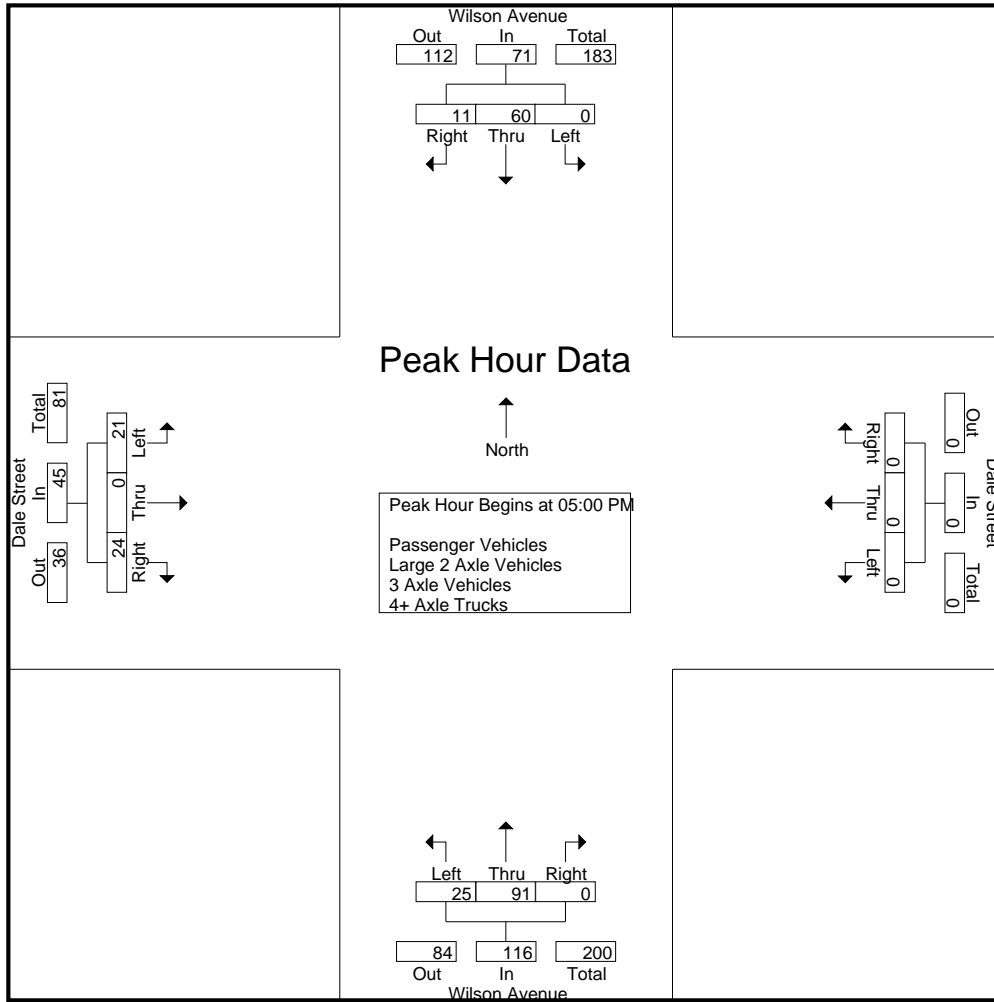 Wilson Avenue
Out In Total
112 71 183
11 60 0
Right Thru Left
Peak Hour Data
North
Peak Hour Begins at 05:00 PM
Passenger Vehicles
Large 2 Axle Vehicles
3 Axle Vehicles
4+ Axle Trucks
Dale Street
Out In Total
36 45 81
24 0 21
Right Thru Left
Dale Street
Out In Total
0 0 0
0 0 0
Right Thru Left
Left Thru Right
25 91 0
84 116 200
Out In Total
Wilson Avenue